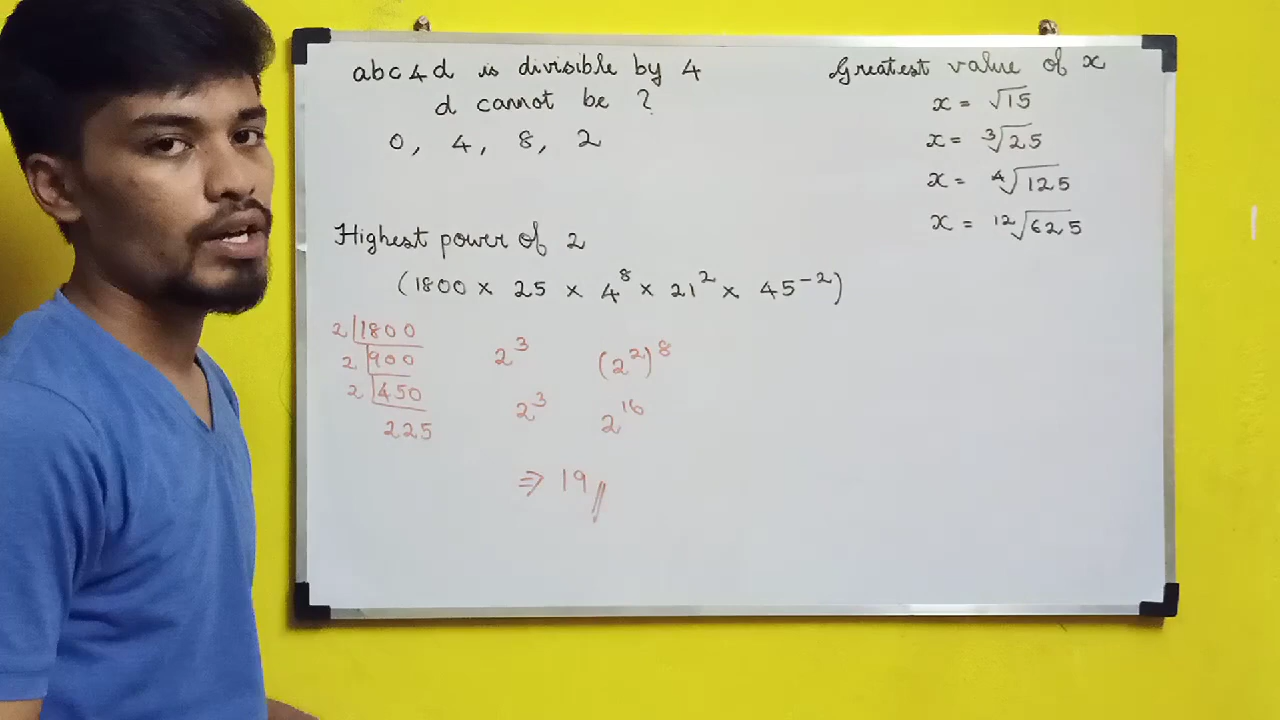 abc4d is divisible by 4
d cannot be ?
0, 4, 8, 2
Greatest value of x
x = √15
x = ³√25
x = ⁴√125
x = ¹²√625
Highest power of 2
(1800 × 25 × 4⁸ × 21² × 45⁻²)
2 | 1800
2 | 900
2 | 450
225
2³ (2²)⁸
2³ 2¹⁶
⇒ 19 //